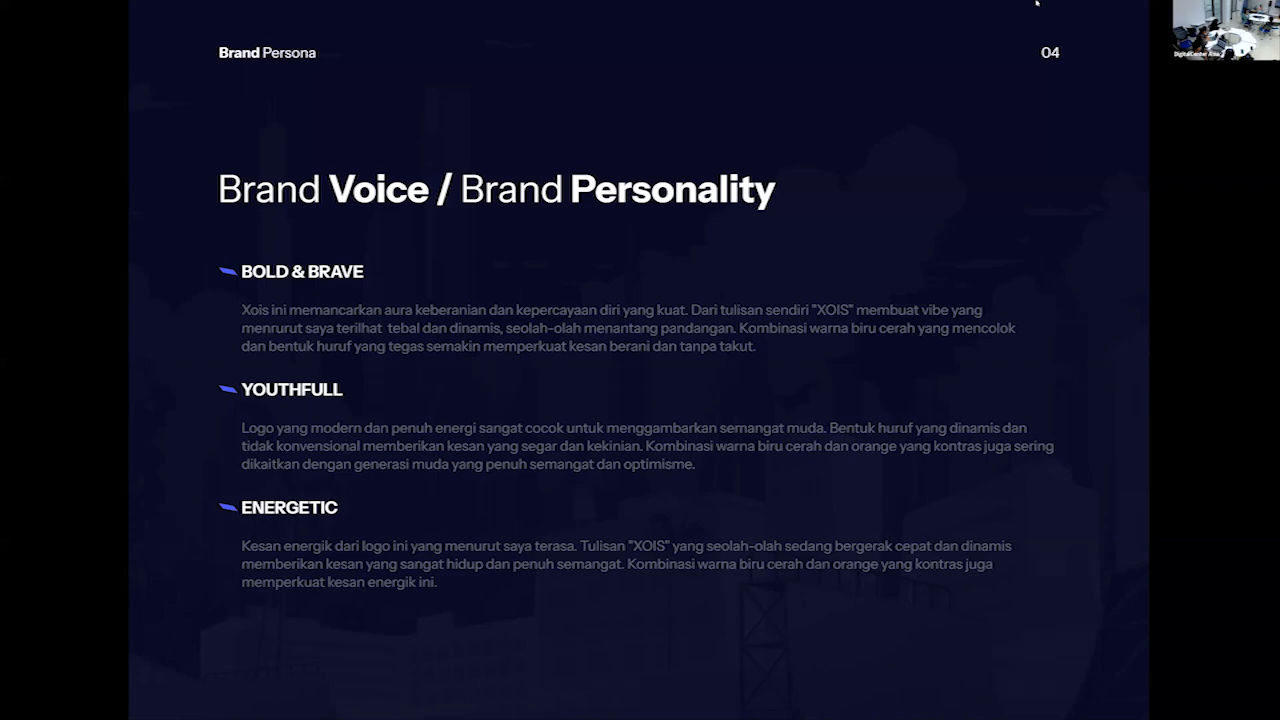 Brand Persona
04
Brand Voice / Brand Personality
BOLD & BRAVE
Xois ini memancarkan aura keberanian dan kepercayaan diri yang kuat. Dari tulisan sendiri "XOIS" membuat vibe yang
menrurut saya terilhat tebal dan dinamis, seolah-olah menantang pandangan. Kombinasi warna biru cerah yang mencolok
dan bentuk huruf yang tegas semakin memperkuat kesan berani dan tanpa takut.
YOUTHFULL
Logo yang modern dan penuh energi sangat cocok untuk menggambarkan semangat muda. Bentuk huruf yang dinamis dan
tidak konvensional memberikan kesan yang segar dan kekinian. Kombinasi warna biru cerah dan orange yang kontras juga sering
dikaitkan dengan generasi muda yang penuh semangat dan optimisme.
ENERGETIC
Kesan energik dari logo ini yang menurut saya terasa. Tulisan "XOIS" yang seolah-olah sedang bergerak cepat dan dinamis
memberikan kesan yang sangat hidup dan penuh semangat. Kombinasi warna biru cerah dan orange yang kontras juga
memperkuat kesan energik ini.